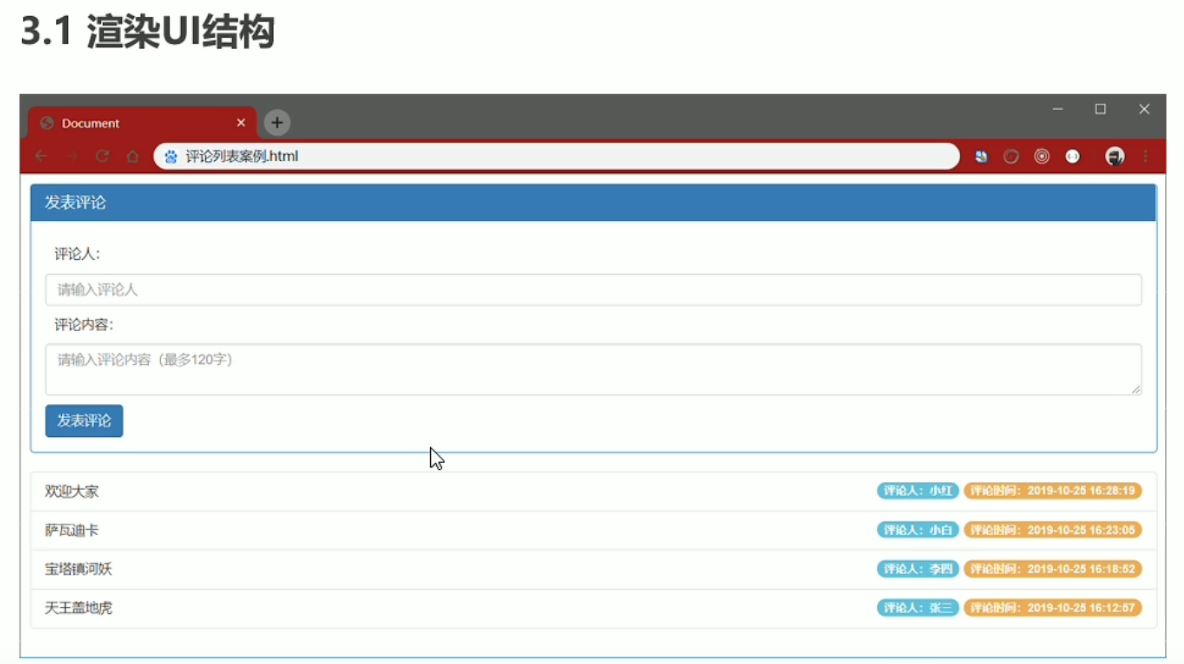 3.1 渲染UI结构
Document
评论列表案例.html
发表评论
评论人:
请输入评论人
评论内容:
请输入评论内容（最多120字）
发表评论
欢迎大家 评论人：小红 评论时间：2019-10-25 16:28:19
萨瓦迪卡 评论人：小白 评论时间：2019-10-25 16:23:05
宝塔镇河妖 评论人：李四 评论时间：2019-10-25 16:18:52
天王盖地虎 评论人：张三 评论时间：2019-10-25 16:12:57